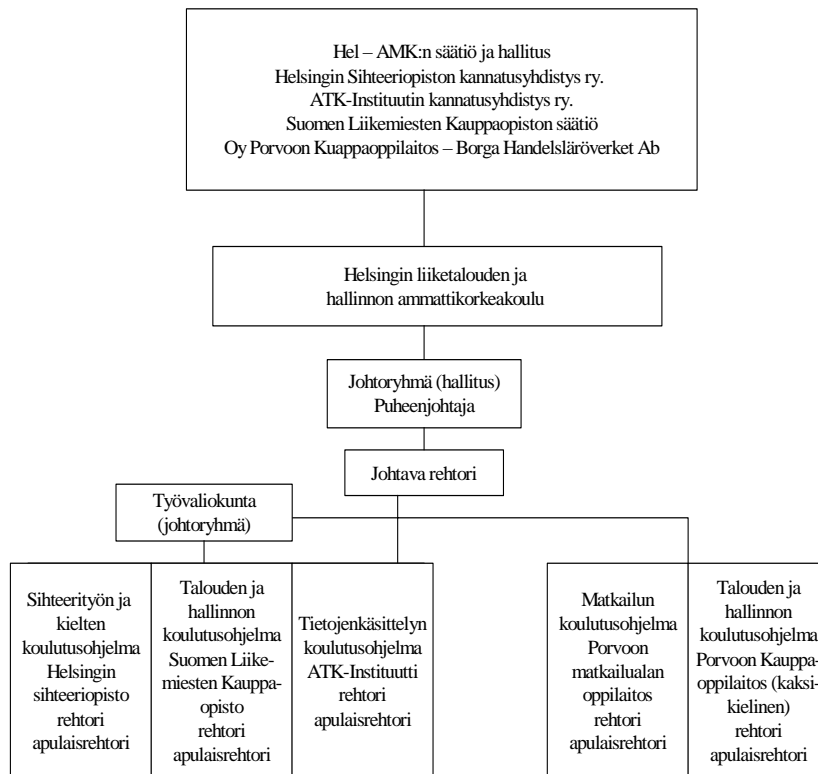 Hel – AMK:n säätiö ja hallitus
Helsingin Sihteeriopiston kannatusyhdistys ry.
ATK-Instituutin kannatusyhdistys ry.
Suomen Liikemiesten Kauppaopiston säätiö
Oy Porvoon Kuappaoppilaitos – Borga Handelsläröverket Ab
Helsingin liiketalouden ja
hallinnon ammattikorkeakoulu
Johtoryhmä (hallitus)
Puheenjohtaja
Johtava rehtori
Työvaliokunta
(johtoryhmä)
Sihteerityön ja
kielten
koulutusohjelma
Helsingin
sihteeriopisto
rehtori
apulaisrehtori
Talouden ja
hallinnon
koulutusohjelma
Suomen Liike-
miesten Kauppa-
opisto
rehtori
apulaisrehtori
Tietojenkäsittelyn
koulutusohjelma
ATK-Instituutti
rehtori
apulaisrehtori
Matkailun
koulutusohjelma
Porvoon
matkailualan
oppilaitos
rehtori
apulaisrehtori
Talouden ja
hallinnon
koulutusohjelma
Porvoon Kauppa-
oppilaitos (kaksi-
kielinen)
rehtori
apulaisrehtori